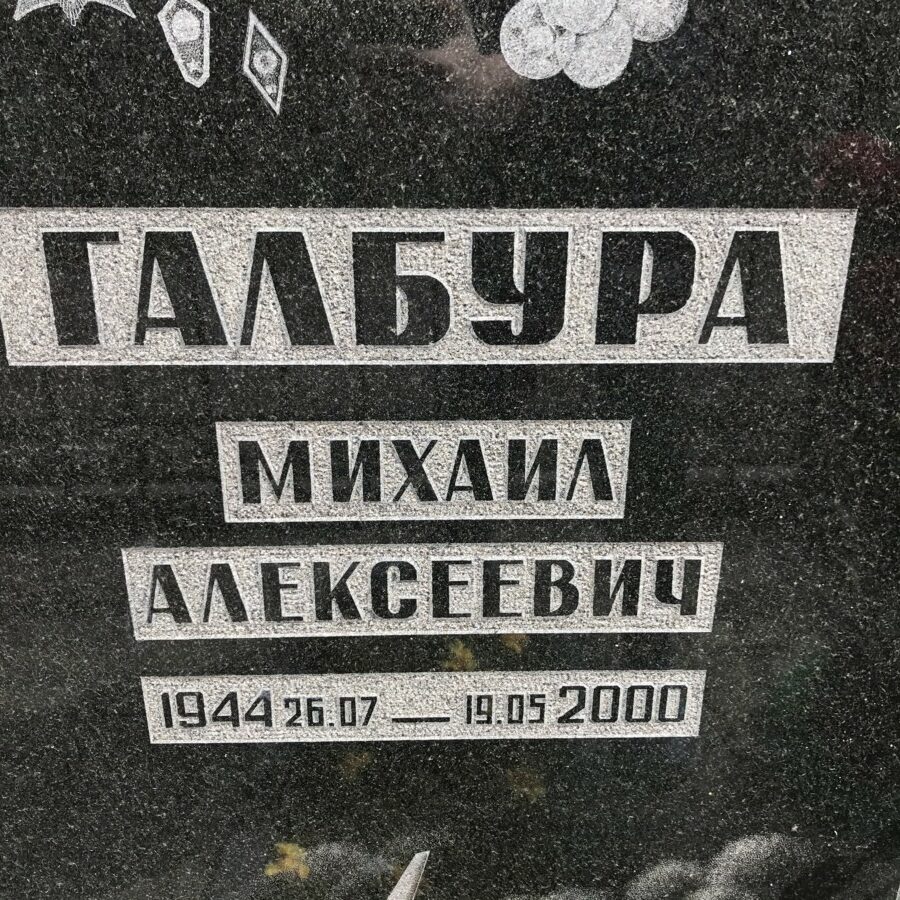 ГАЛБУРА
МИХАИЛ
АЛЕКСЕЕВИЧ
1944 26.07 — 19.05 2000